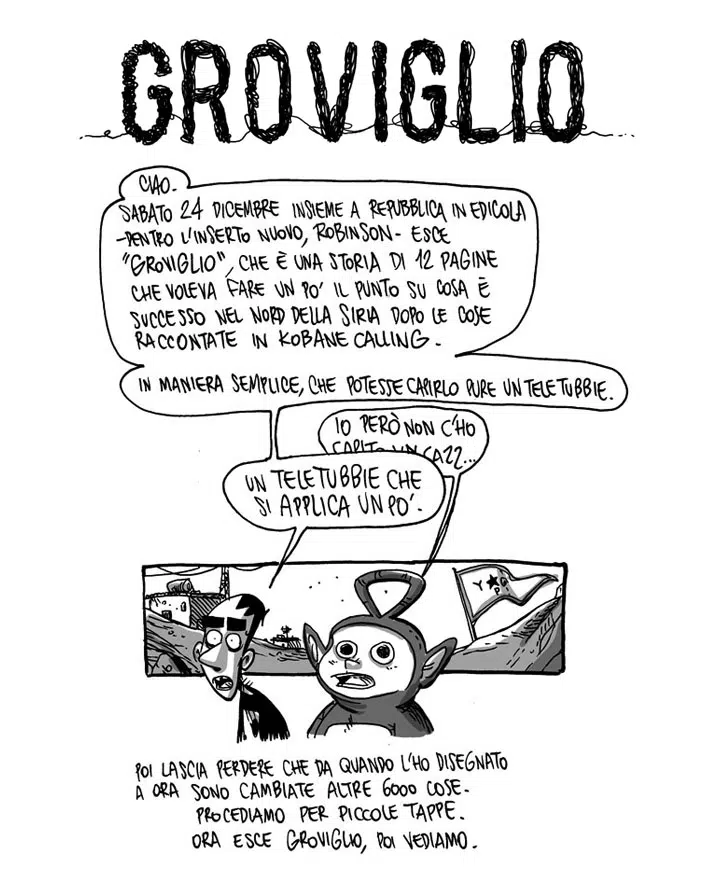 GROVIGLIO
CIAO.
SABATO 24 DICEMBRE INSIEME A REPUBBLICA IN EDICOLA
-DENTRO L'INSERTO NUOVO, ROBINSON- ESCE
"GROVIGLIO", CHE È UNA STORIA DI 12 PAGINE
CHE VOLEVA FARE UN PO' IL PUNTO SU COSA È
SUCCESSO NEL NORD DELLA SIRIA DOPO LE COSE
RACCONTATE IN KOBANE CALLING.
IN MANIERA SEMPLICE, CHE POTESSE CAPIRLO PURE UN TELETUBBIE.
IO PERÒ NON C'HO
CAPITO UN CAZZ...
UN TELETUBBIE CHE
SI APPLICA UN PO'.
Y P G
POI LASCIA PERDERE CHE DA QUANDO L'HO DISEGNATO
A ORA SONO CAMBIATE ALTRE 6000 COSE.
PROCEDIAMO PER PICCOLE TAPPE.
ORA ESCE GROVIGLIO, POI VEDIAMO.